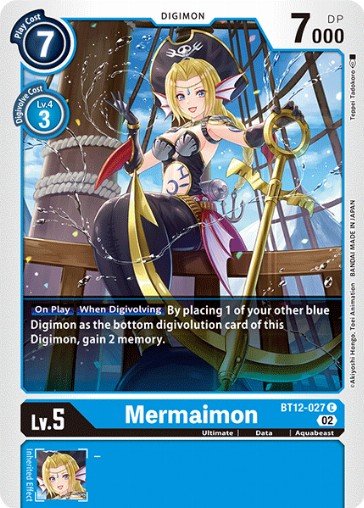 DIGIMON
Play Cost
7
7000
DP
Digivolve Cost
Lv.4
3
Teppei Tadokoro
BANDAI MADE IN JAPAN
©Akiyoshi Hongo, Toei Animation
On Play When Digivolving By placing 1 of your other blue
Digimon as the bottom digivolution card of this
Digimon, gain 2 memory.
Lv.5
Mermaimon
BT12-027 C
02
Ultimate | Data | Aquabeast
Inherited Effect
–